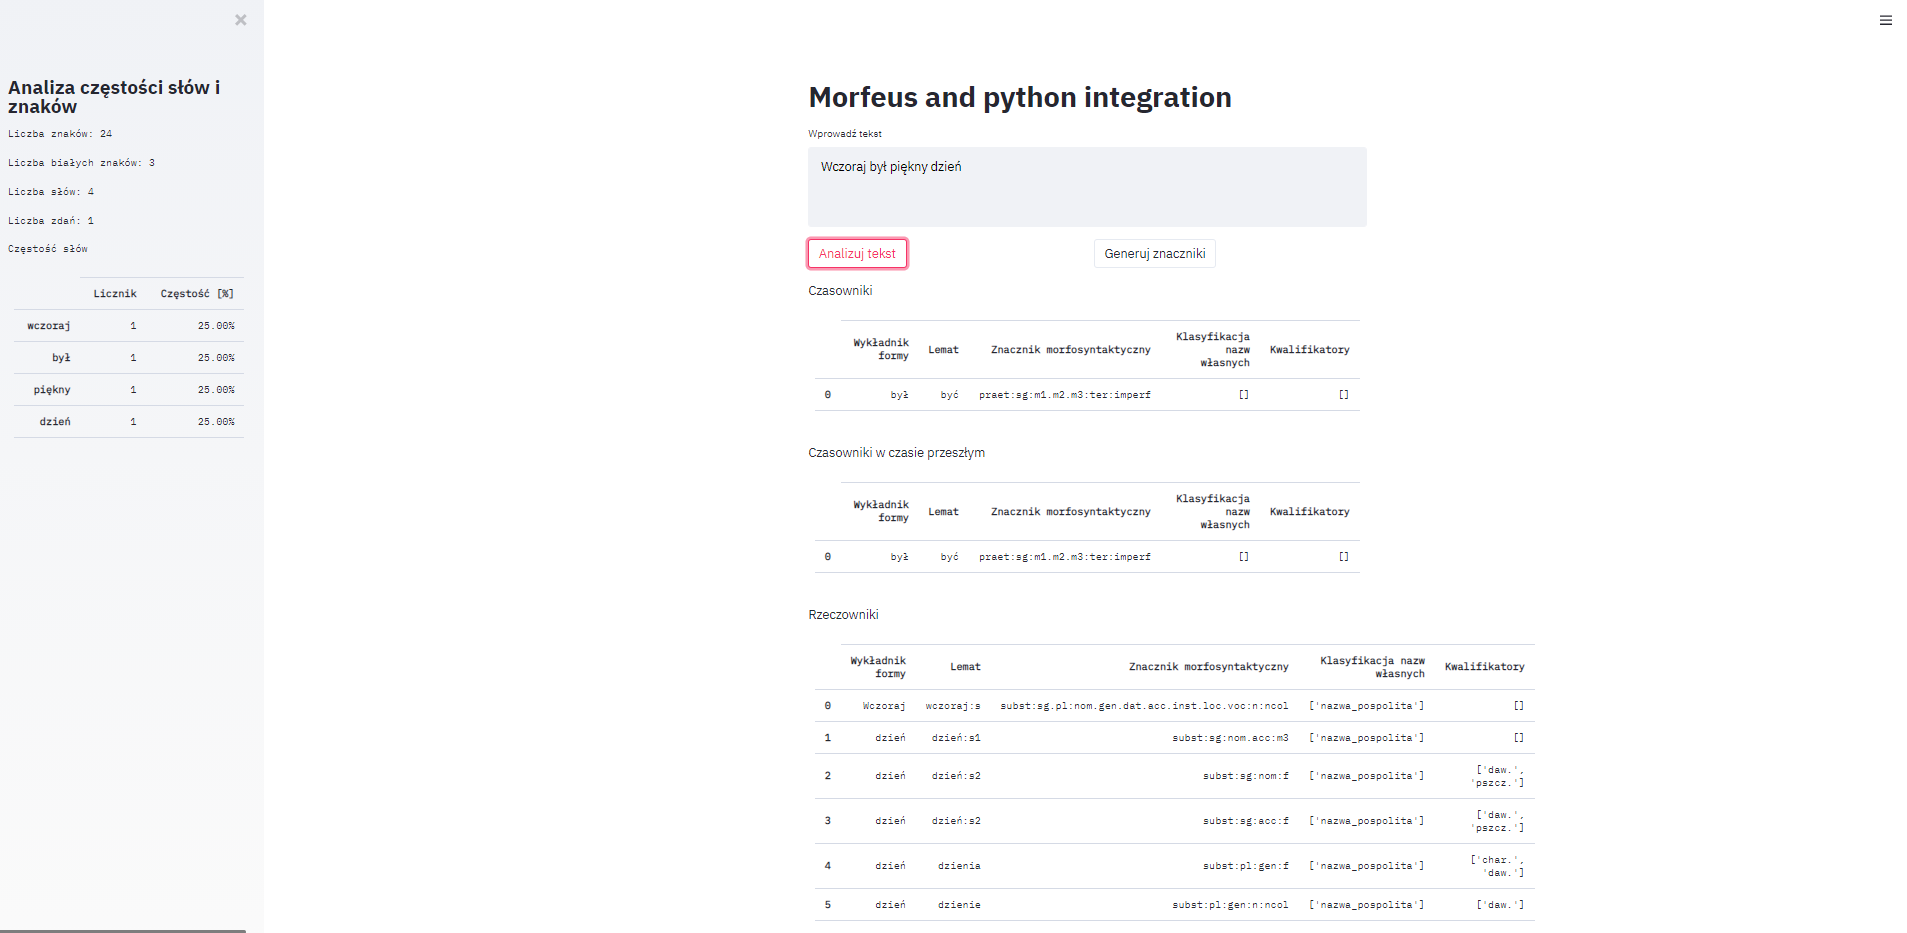 Analiza częstości słów i
znaków
Liczba znaków: 24
Liczba białych znaków: 3
Liczba słów: 4
Liczba zdań: 1
Częstość słów
Licznik Częstość [%]
wczoraj 1 25.00%
był 1 25.00%
piękny 1 25.00%
dzień 1 25.00%
Morfeus and python integration
Wprowadź tekst
Wczoraj był piękny dzień
Analizuj tekst Generuj znaczniki
Czasowniki
Wykładnik formy Lemat Znacznik morfosyntaktyczny Klasyfikacja nazw własnych Kwalifikatory
0 był być praet:sg:m1.m2.m3:ter:imperf [] []
Czasowniki w czasie przeszłym
Wykładnik formy Lemat Znacznik morfosyntaktyczny Klasyfikacja nazw własnych Kwalifikatory
0 był być praet:sg:m1.m2.m3:ter:imperf [] []
Rzeczowniki
Wykładnik formy Lemat Znacznik morfosyntaktyczny Klasyfikacja nazw własnych Kwalifikatory
0 Wczoraj wczoraj:s subst:sg.pl:nom.gen.dat.acc.inst.loc.voc:n:ncol ['nazwa_pospolita'] []
1 dzień dzień:s1 subst:sg:nom.acc:m3 ['nazwa_pospolita'] []
2 dzień dzień:s2 subst:sg:nom:f ['nazwa_pospolita'] ['daw.', 'pszcz.']
3 dzień dzień:s2 subst:sg:acc:f ['nazwa_pospolita'] ['daw.', 'pszcz.']
4 dzień dzienia subst:pl:gen:f ['nazwa_pospolita'] ['char.', 'daw.']
5 dzień dzienie subst:pl:gen:n:ncol ['nazwa_pospolita'] ['daw.']